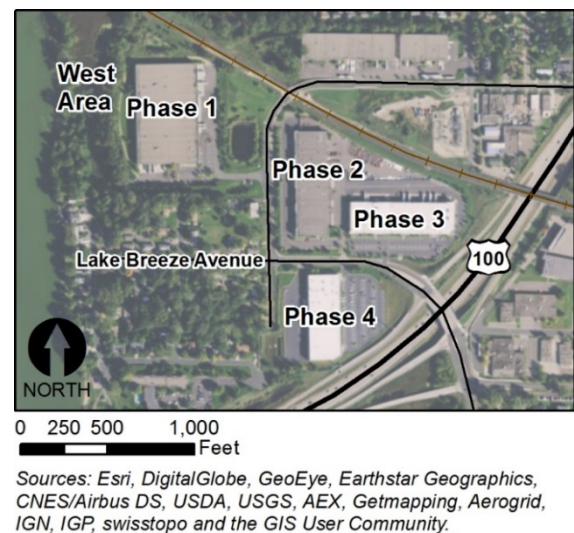 West
Area
Phase 1
Phase 2
Phase 3
100
Lake Breeze Avenue
Phase 4
NORTH
0 250 500 1,000
Feet
Sources: Esri, DigitalGlobe, GeoEye, Earthstar Geographics,
CNES/Airbus DS, USDA, USGS, AEX, Getmapping, Aerogrid,
IGN, IGP, swisstopo and the GIS User Community.